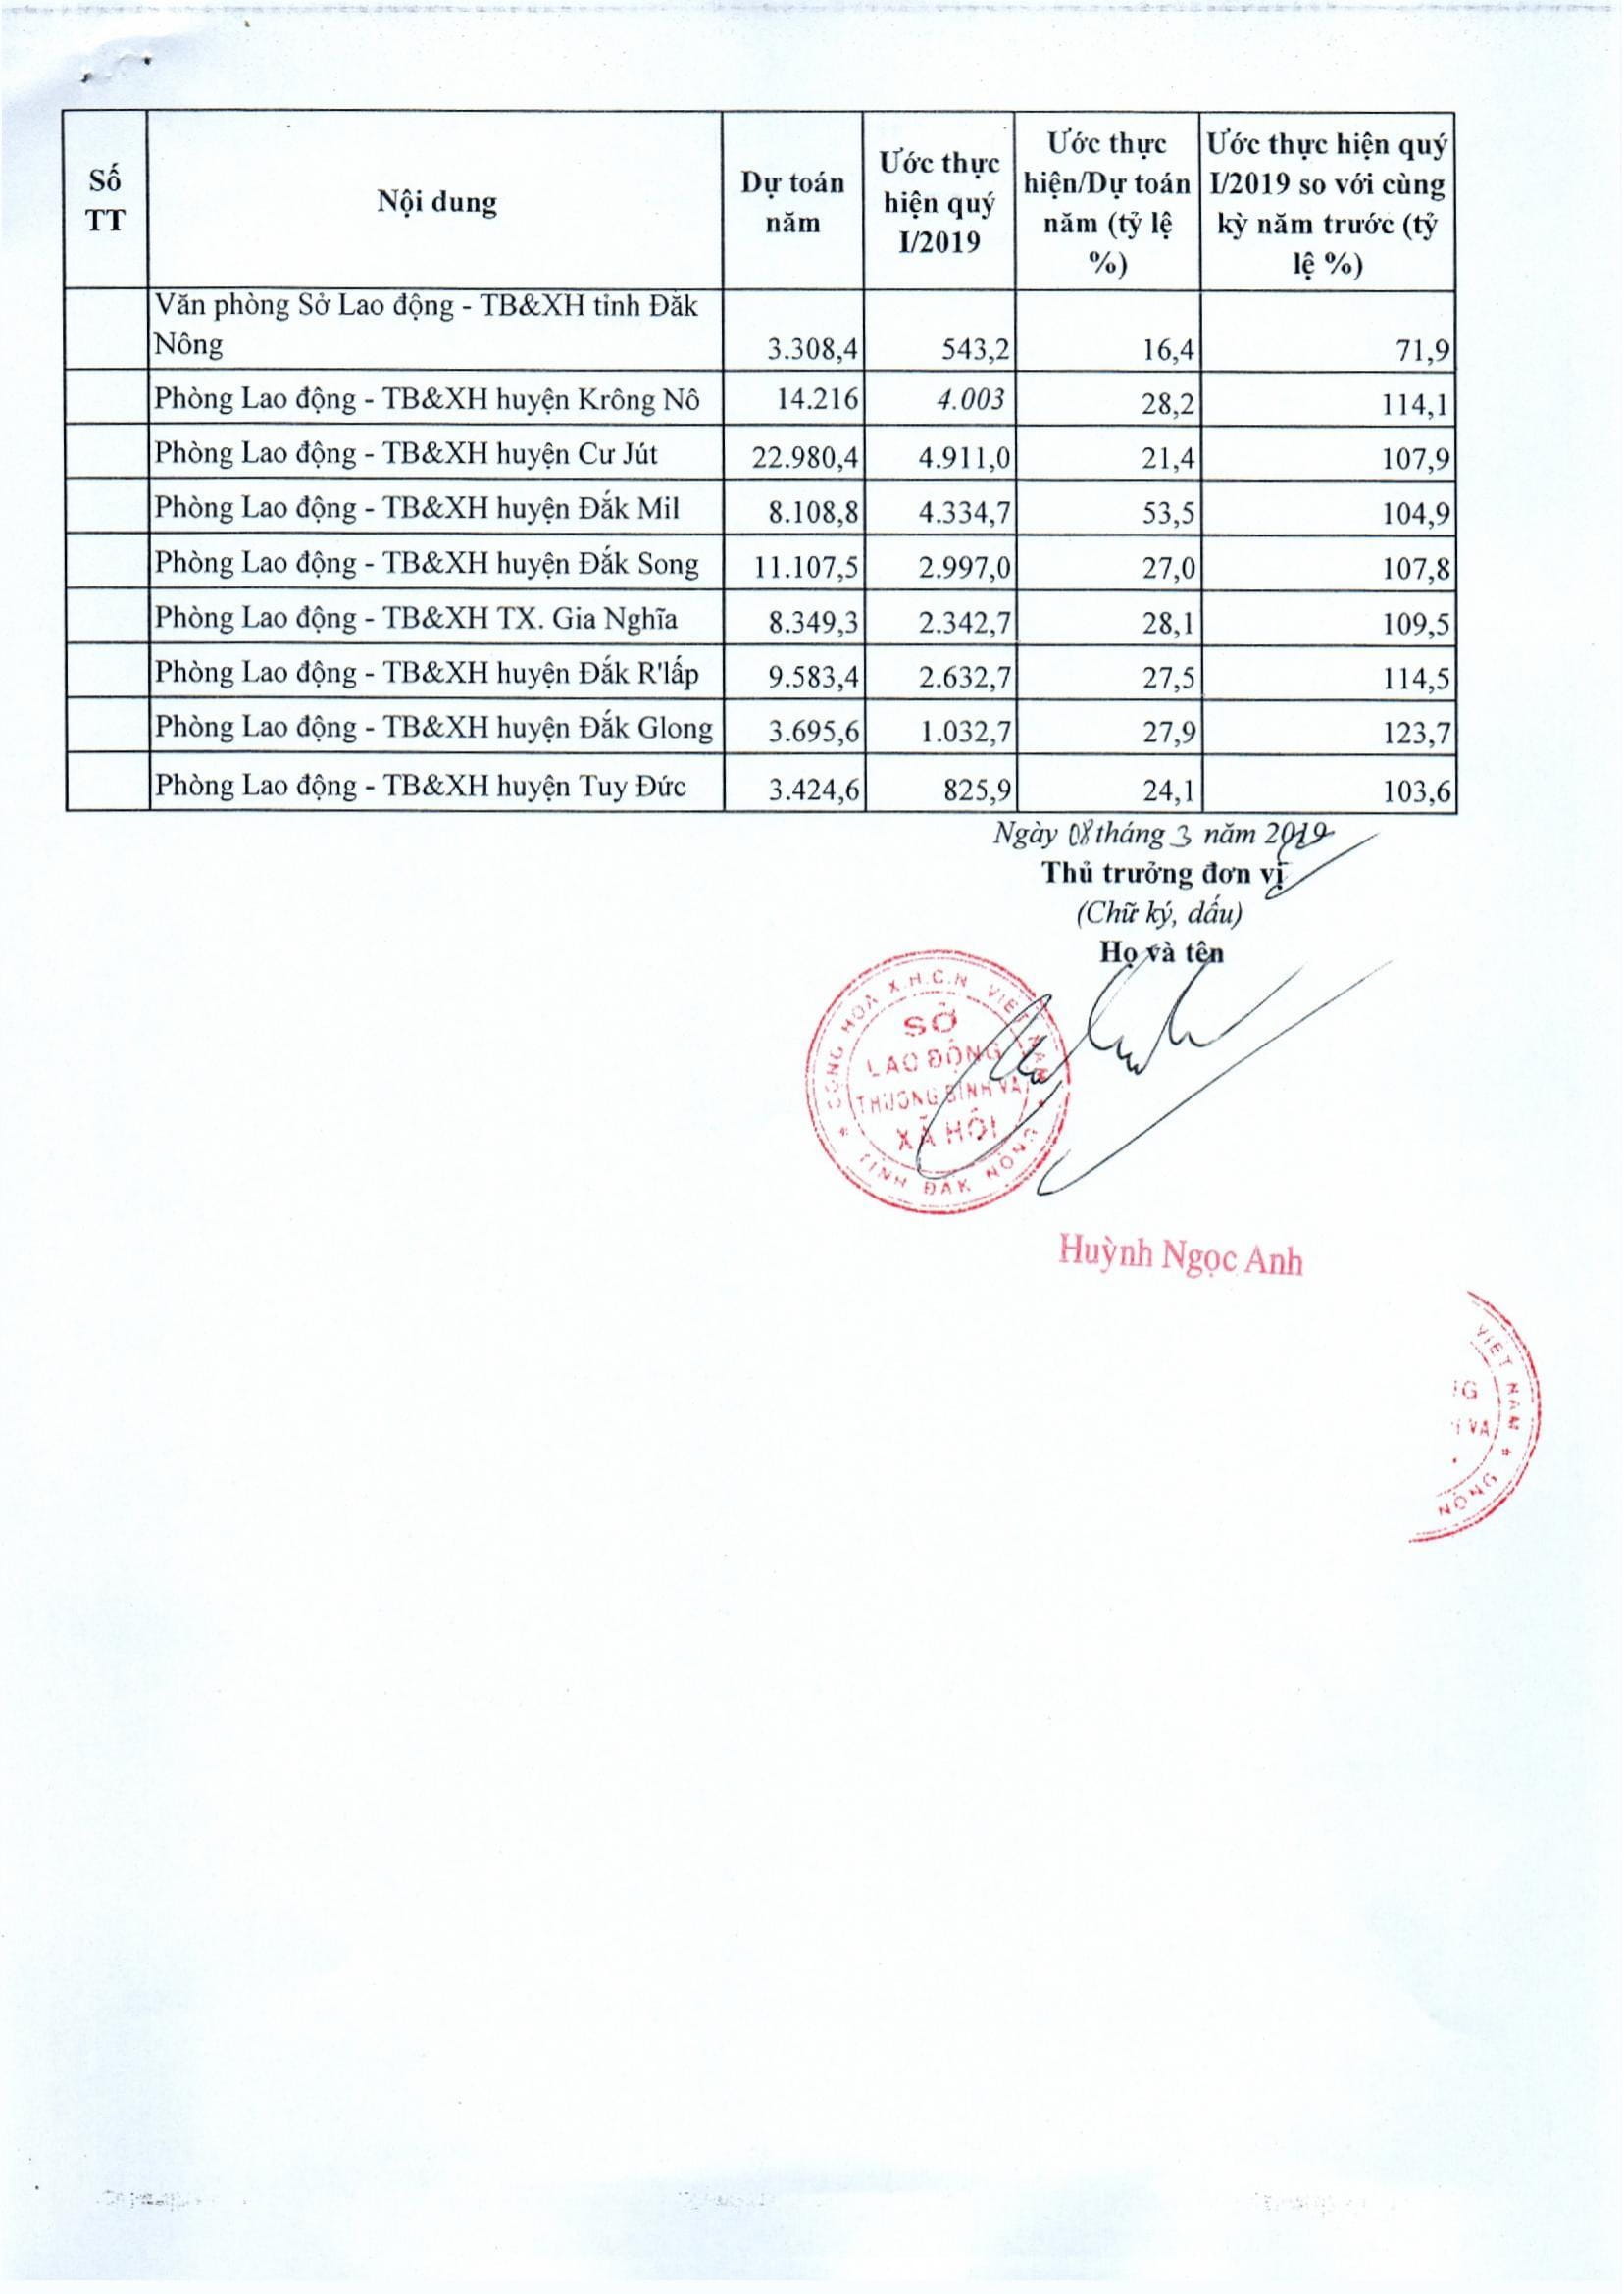 Số TT
Nội dung
Dự toán năm
Ước thực hiện quý I/2019
Ước thực hiện/Dự toán năm (tỷ lệ %)
Ước thực hiện quý I/2019 so với cùng kỳ năm trước (tỷ lệ %)
Văn phòng Sở Lao động - TB&XH tỉnh Đăk Nông 3.308,4 543,2 16,4 71,9
Phòng Lao động - TB&XH huyện Krông Nô 14.216 4.003 28,2 114,1
Phòng Lao động - TB&XH huyện Cư Jút 22.980,4 4.911,0 21,4 107,9
Phòng Lao động - TB&XH huyện Đắk Mil 8.108,8 4.334,7 53,5 104,9
Phòng Lao động - TB&XH huyện Đắk Song 11.107,5 2.997,0 27,0 107,8
Phòng Lao động - TB&XH TX. Gia Nghĩa 8.349,3 2.342,7 28,1 109,5
Phòng Lao động - TB&XH huyện Đắk R'lấp 9.583,4 2.632,7 27,5 114,5
Phòng Lao động - TB&XH huyện Đắk Glong 3.695,6 1.032,7 27,9 123,7
Phòng Lao động - TB&XH huyện Tuy Đức 3.424,6 825,9 24,1 103,6
Ngày 08 tháng 3 năm 2019
Thủ trưởng đơn vị
(Chữ ký, dấu)
Họ và tên
CỘNG HÒA X.H.C.N VIỆT NAM
SỞ
LAO ĐỘNG
THƯƠNG BINH VÀ
XÃ HỘI
TỈNH ĐĂK NÔNG
Huỳnh Ngọc Anh
VIỆT NAM
VÀ
NÔNG